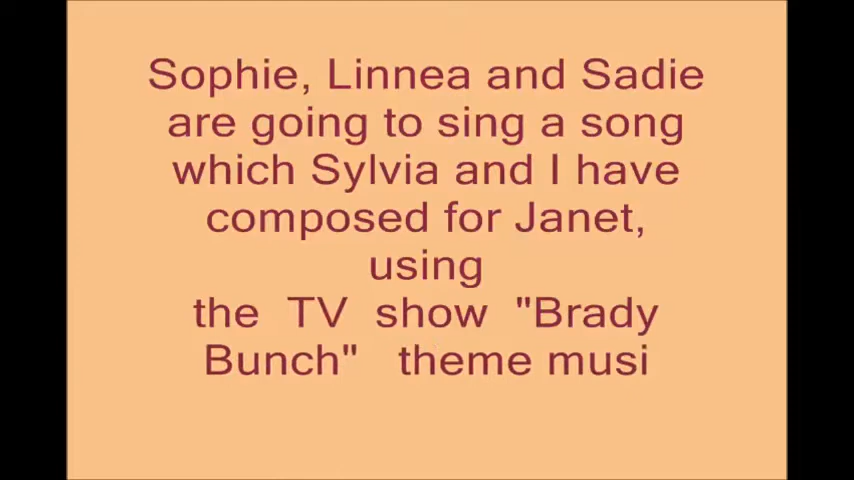 Sophie, Linnea and Sadie
are going to sing a song
which Sylvia and I have
composed for Janet,
using
the TV show "Brady
Bunch" theme musi